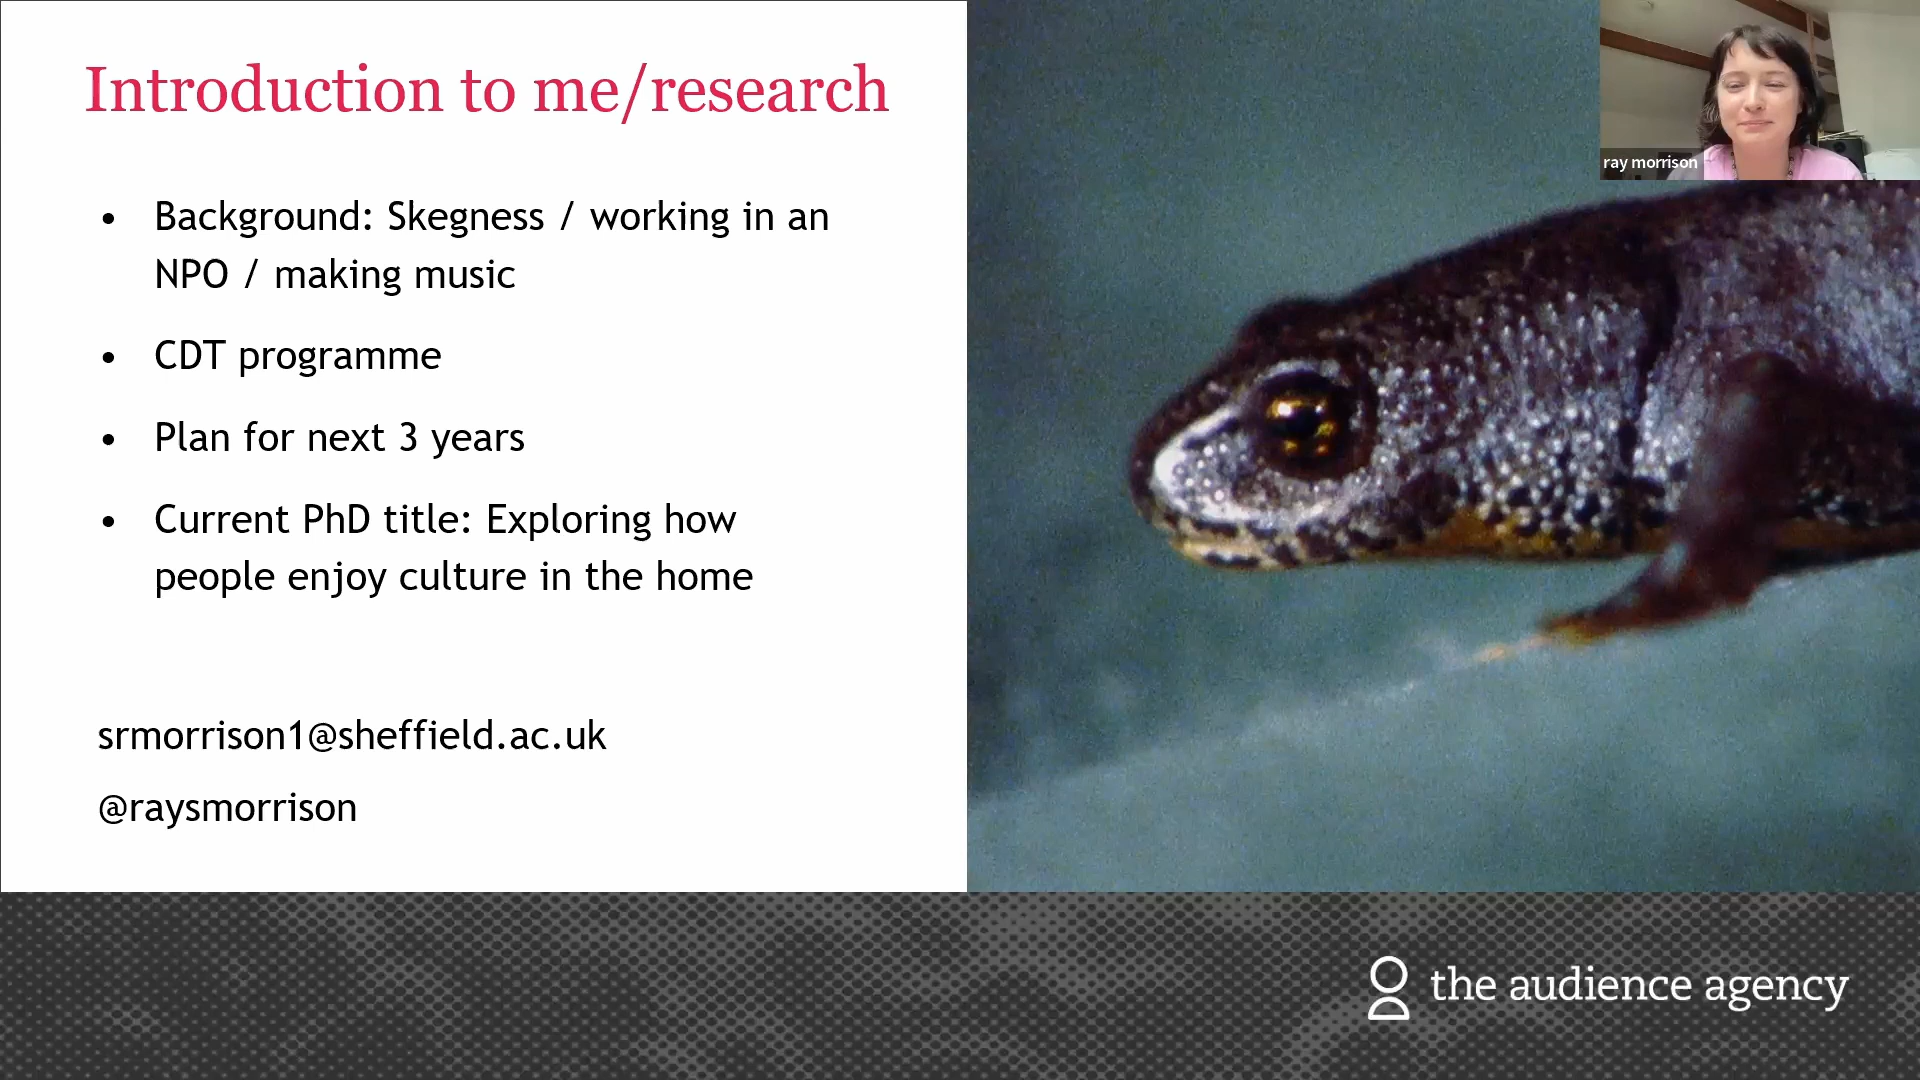 Introduction to me/research
ray morrison
• Background: Skegness / working in an
NPO / making music
• CDT programme
• Plan for next 3 years
• Current PhD title: Exploring how
people enjoy culture in the home
srmorrison1@sheffield.ac.uk
@raysmorrison
the audience agency